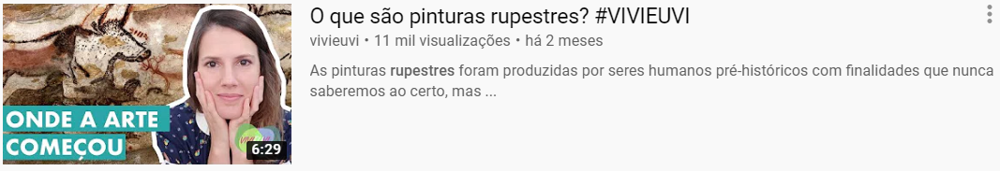 O que são pinturas rupestres? #VIVIEUVI
vivieuvi • 11 mil visualizações • há 2 meses
As pinturas rupestres foram produzidas por seres humanos pré-históricos com finalidades que nunca
saberemos ao certo, mas ...
ONDE A ARTE
COMEÇOU
6:29